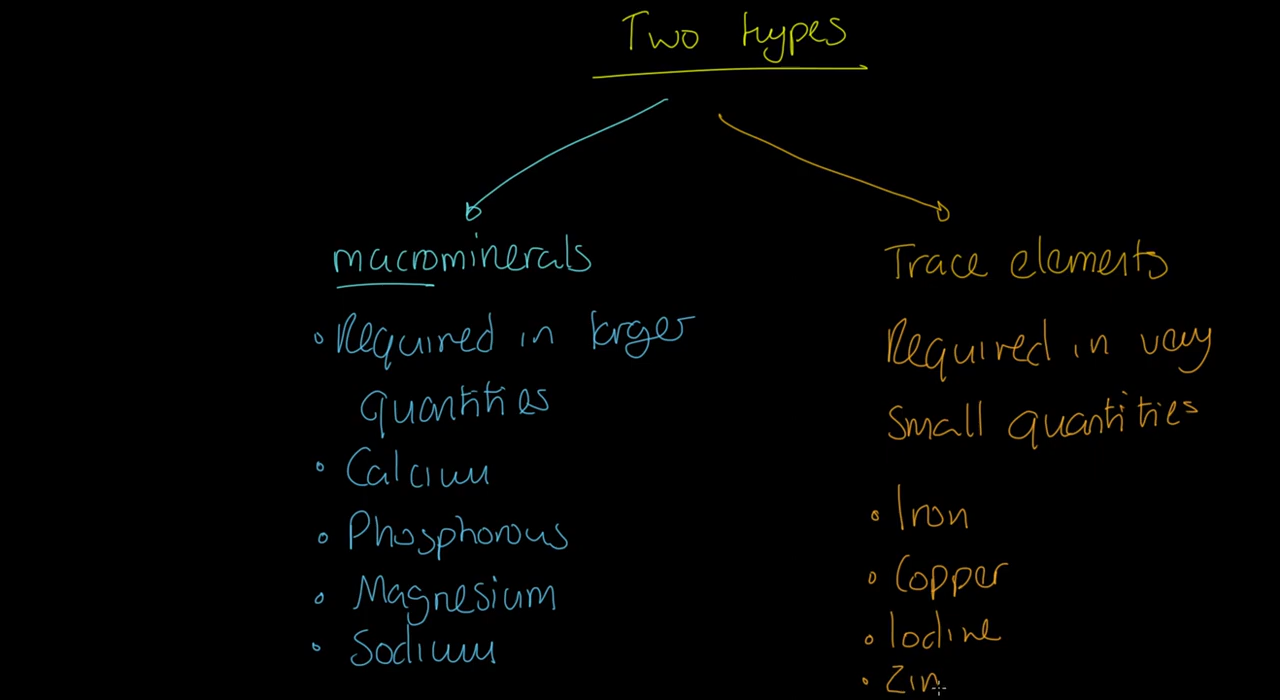 Two types
macrominerals
• Required in larger
quantities
• Calcium
• Phosphorous
• Magnesium
• Sodium
Trace elements
Required in very
Small quantities
• Iron
• Copper
• Iodine
• Zin